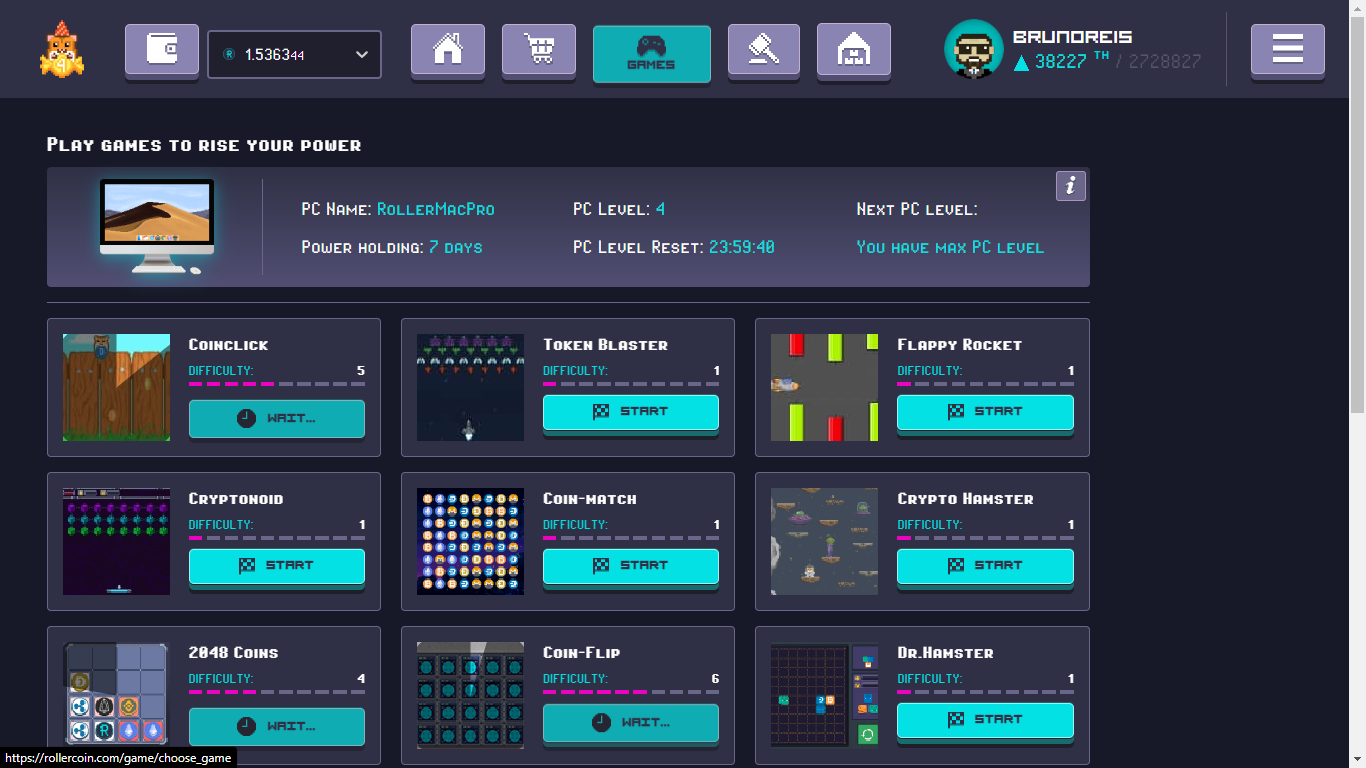 1.536344
GAMES
BRUNOREIS
38227 TH / 2728827
Play games to rise your power
PC Name: RollerMacPro
PC Level: 4
Next PC level:
Power holding: 7 days
PC Level Reset: 23:59:40
You have max PC level
i
Coinclick
DIFFICULTY: 5
WAIT...
Token Blaster
DIFFICULTY: 1
START
Flappy Rocket
DIFFICULTY: 1
START
Cryptonoid
DIFFICULTY: 1
START
Coin-match
DIFFICULTY: 1
START
Crypto Hamster
DIFFICULTY: 1
START
2048 Coins
DIFFICULTY: 4
WAIT...
Coin-Flip
DIFFICULTY: 6
WAIT...
Dr.Hamster
DIFFICULTY: 1
START
https://rollercoin.com/game/choose_game